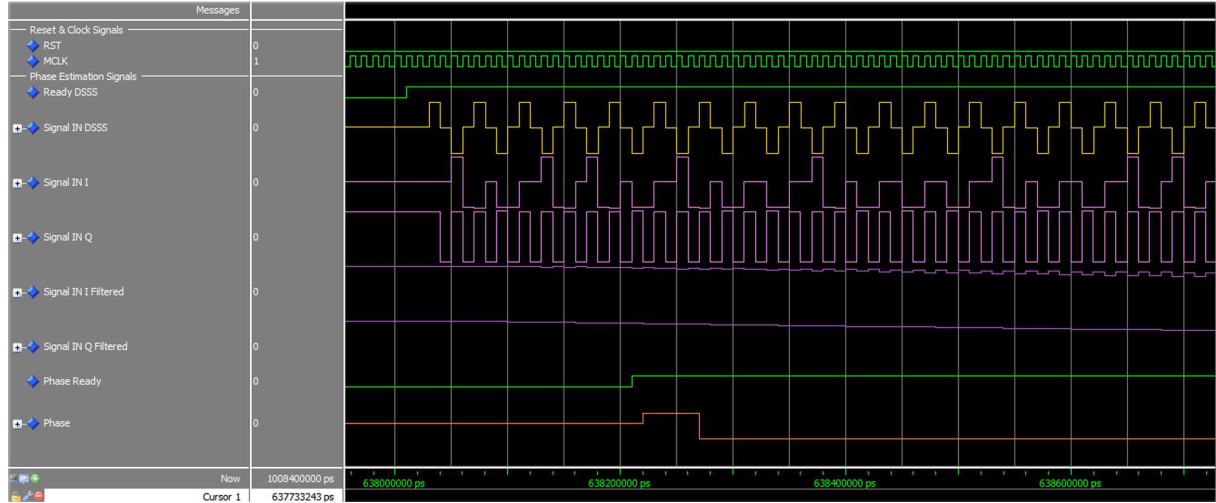 Messages
Reset & Clock Signals
RST 0
MCLK 1
Phase Estimation Signals
Ready DSSS 0
Signal IN DSSS 0
Signal IN I 0
Signal IN Q 0
Signal IN I Filtered 0
Signal IN Q Filtered 0
Phase Ready 0
Phase 0
Now 1008400000 ps 638000000 ps 638200000 ps 638400000 ps 638600000 ps
Cursor 1 637733243 ps